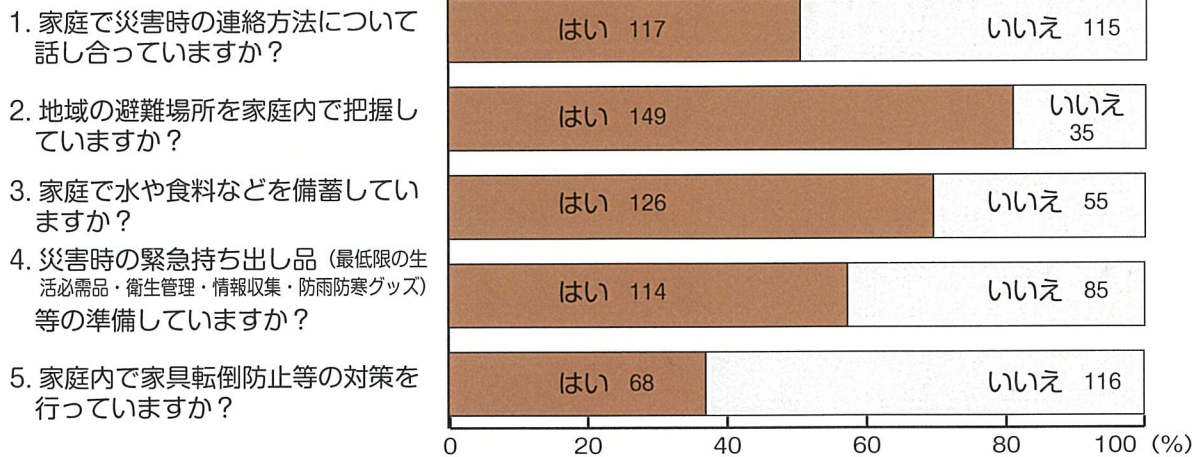 1. 家庭で災害時の連絡方法について
話し合っていますか？
はい 117
いいえ 115
2. 地域の避難場所を家庭内で把握し
ていますか？
はい 149
いいえ
35
3. 家庭で水や食料などを備蓄してい
ますか？
はい 126
いいえ 55
4. 災害時の緊急持ち出し品（最低限の生
活必需品・衛生管理・情報収集・防雨防寒グッズ）
等の準備していますか？
はい 114
いいえ 85
5. 家庭内で家具転倒防止等の対策を
行っていますか？
はい 68
いいえ 116
0 20 40 60 80 100 (%)